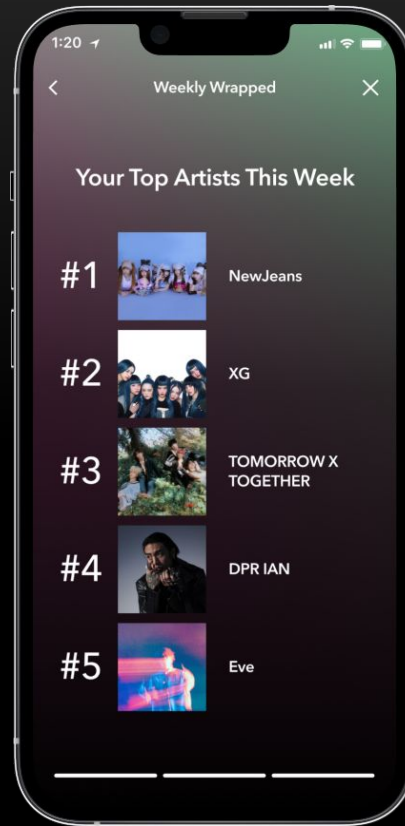 1:20
Weekly Wrapped
Your Top Artists This Week
#1
NewJeans
#2
XG
#3
TOMORROW X
TOGETHER
#4
DPR IAN
#5
Eve